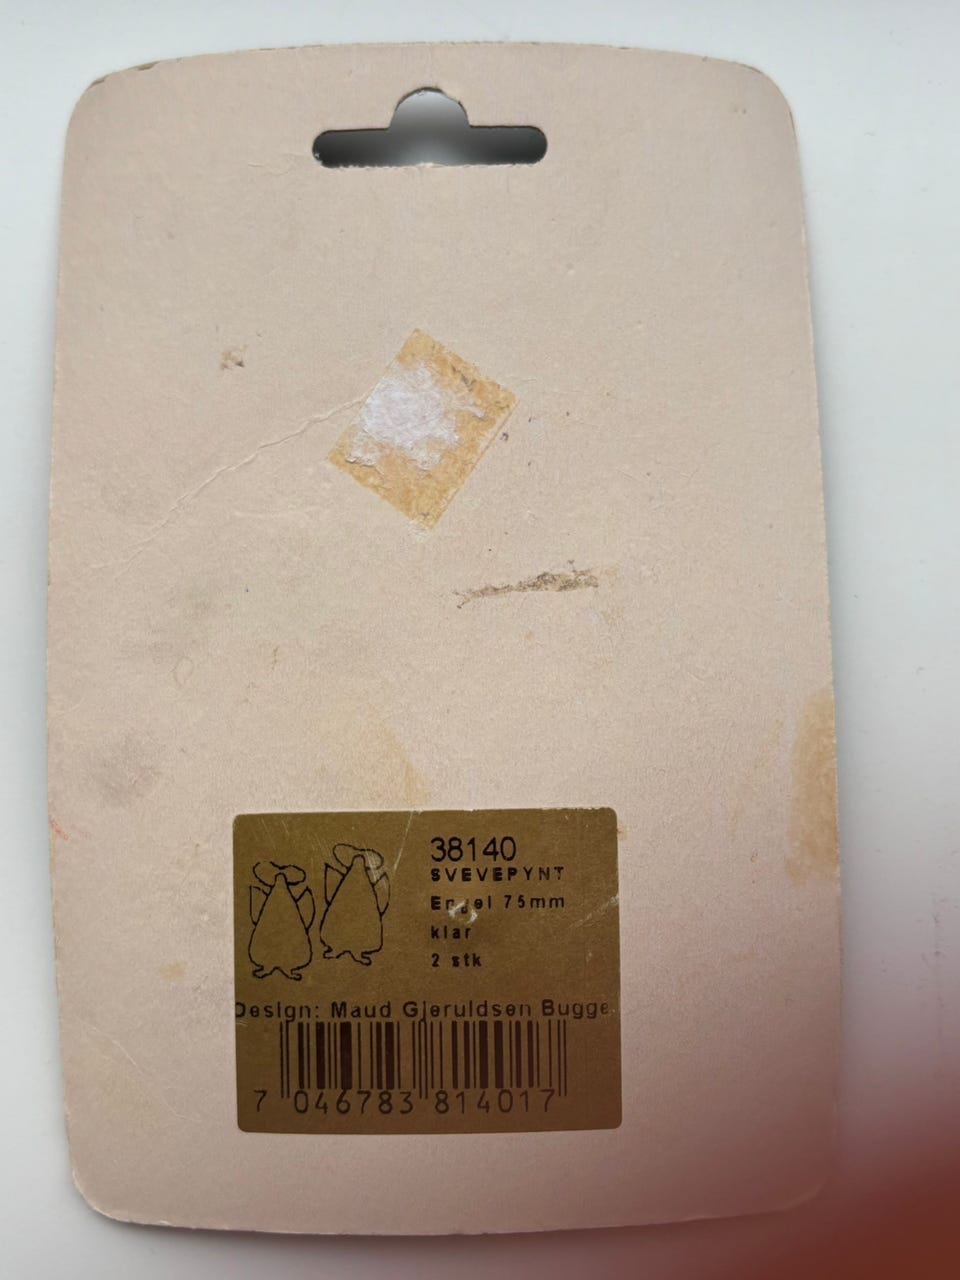 38140
SVEVEPYNT
Engel 75mm
klar
2 stk
Design: Maud Gjeruldsen Bugge
7 046783 814017